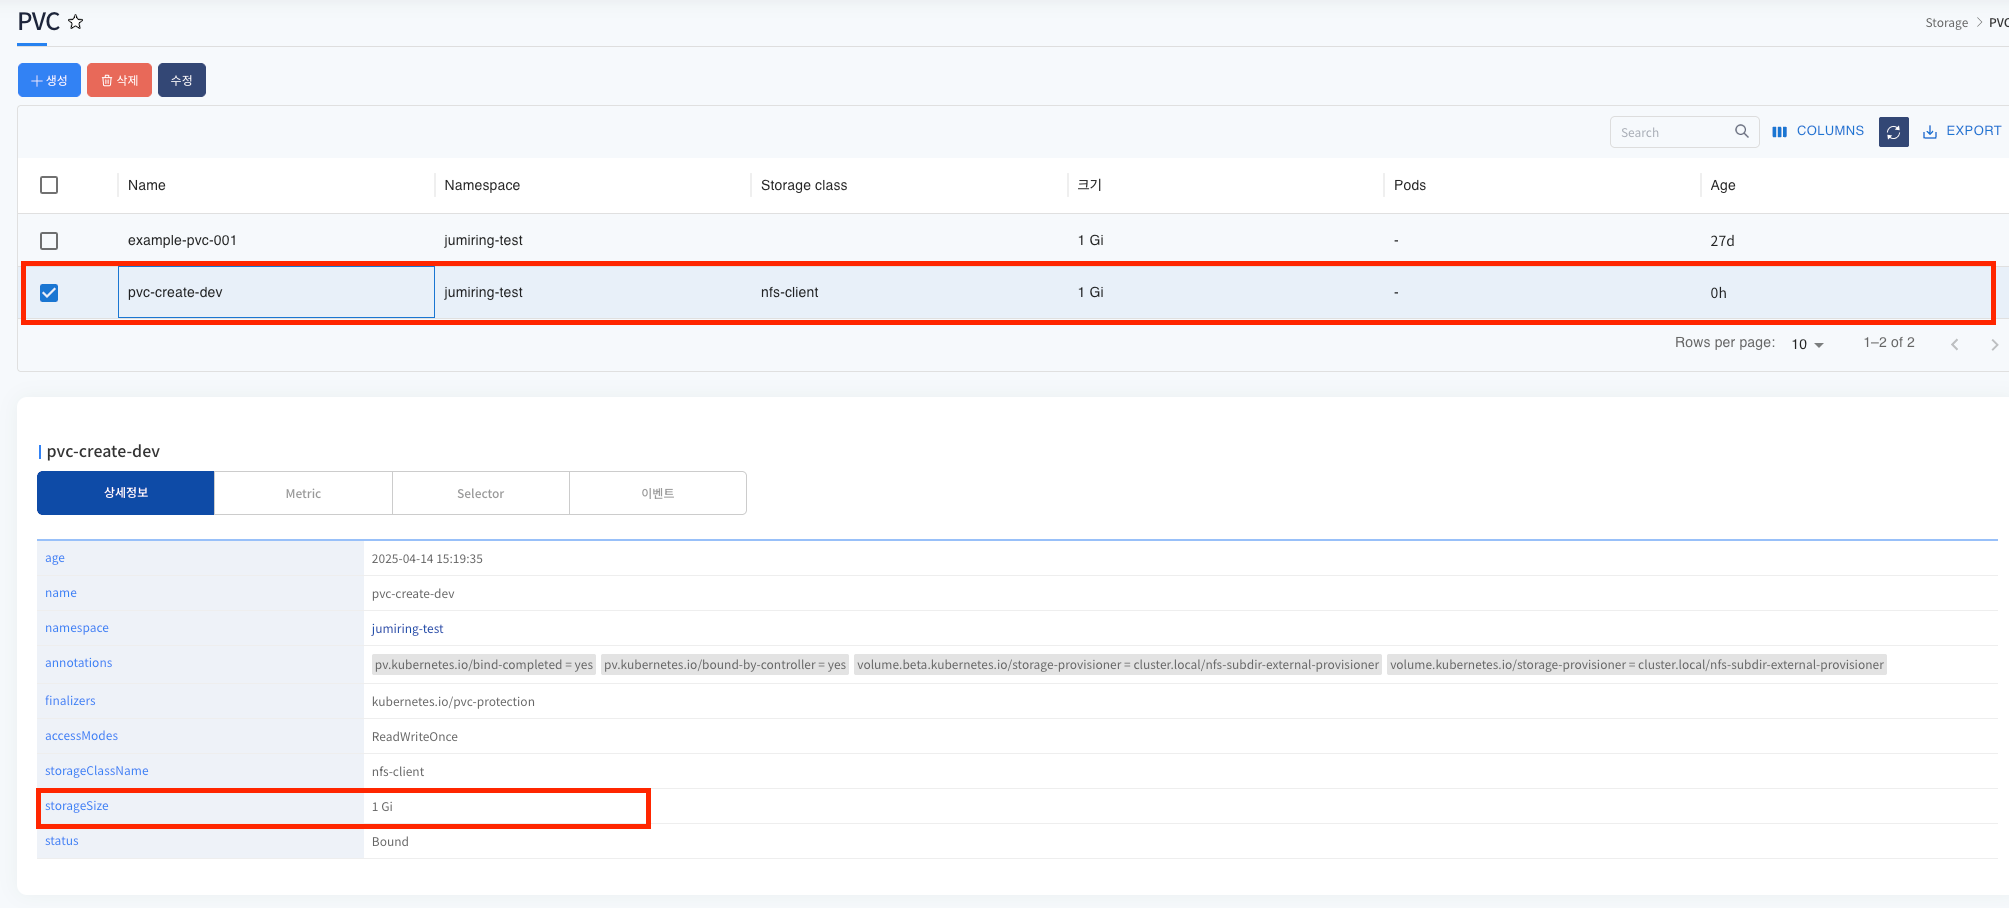 PVC
Storage > PVC
생성 삭제 수정
Search COLUMNS EXPORT
Name Namespace Storage class 크기 Pods Age
example-pvc-001 jumiring-test 1 Gi - 27d
pvc-create-dev jumiring-test nfs-client 1 Gi - 0h
Rows per page: 10 1–2 of 2
pvc-create-dev
상세정보 Metric Selector 이벤트
age 2025-04-14 15:19:35
name pvc-create-dev
namespace jumiring-test
annotations pv.kubernetes.io/bind-completed = yes pv.kubernetes.io/bound-by-controller = yes volume.beta.kubernetes.io/storage-provisioner = cluster.local/nfs-subdir-external-provisioner volume.kubernetes.io/storage-provisioner = cluster.local/nfs-subdir-external-provisioner
finalizers kubernetes.io/pvc-protection
accessModes ReadWriteOnce
storageClassName nfs-client
storageSize 1 Gi
status Bound